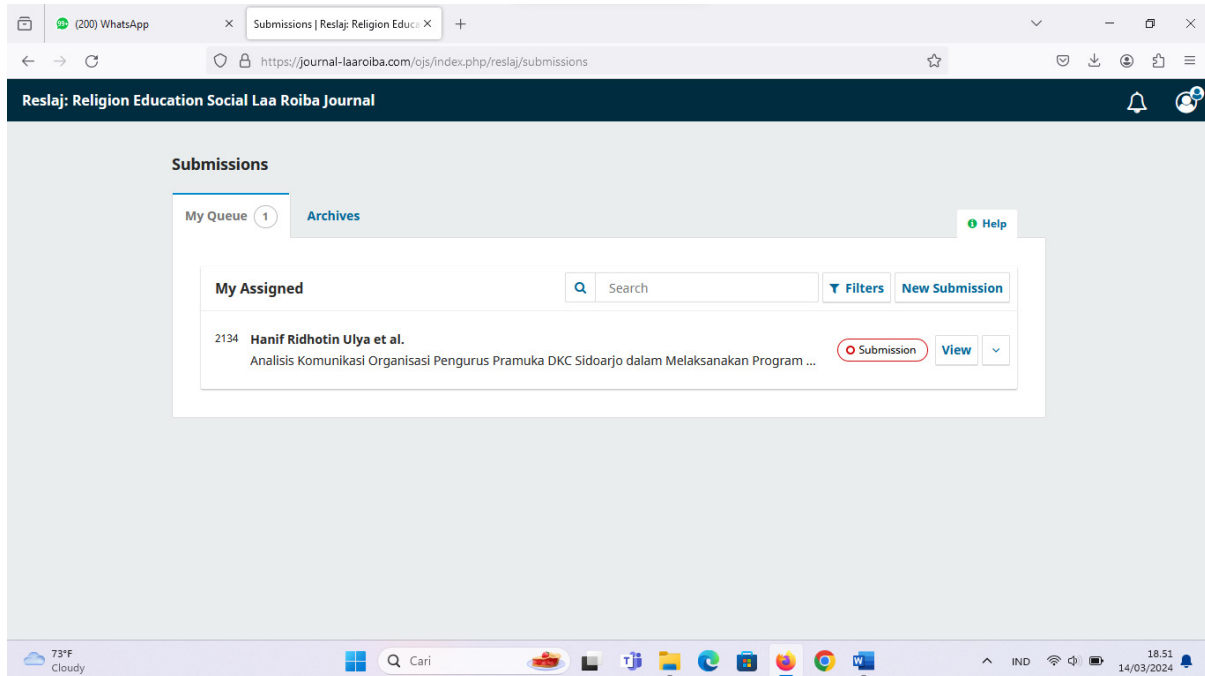 (200) WhatsApp
Submissions | Reslaj: Religion Educa
https://journal-laaroiba.com/ojs/index.php/reslaj/submissions
Reslaj: Religion Education Social Laa Roiba Journal
Submissions
My Queue 1 Archives
Help
My Assigned Search Filters New Submission
2134 Hanif Ridhotin Ulya et al.
Analisis Komunikasi Organisasi Pengurus Pramuka DKC Sidoarjo dalam Melaksanakan Program ... Submission View
73°F
Cloudy
Cari
IND
18.51
14/03/2024